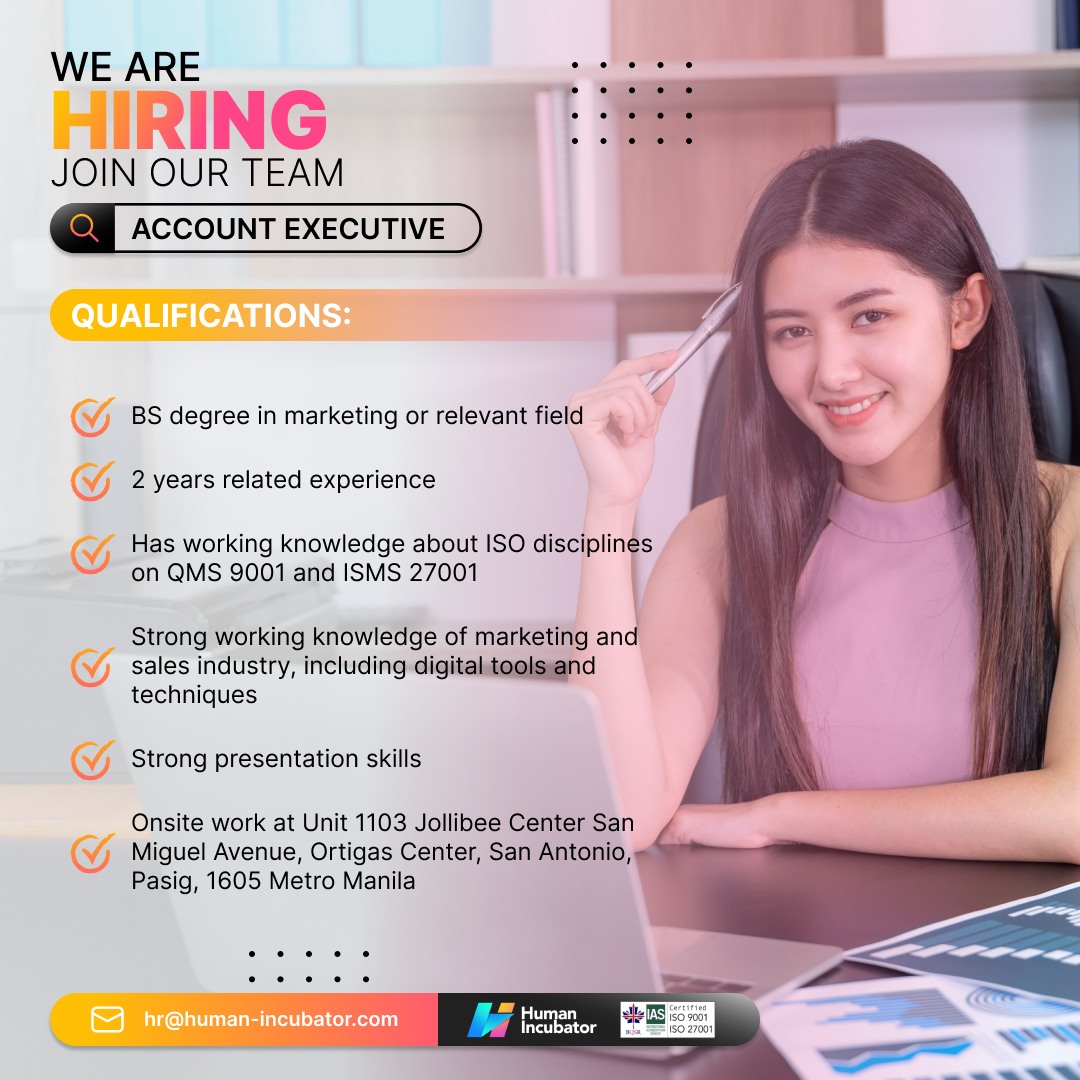 WE ARE
HIRING
JOIN OUR TEAM
ACCOUNT EXECUTIVE
QUALIFICATIONS:
BS degree in marketing or relevant field
2 years related experience
Has working knowledge about ISO disciplines
on QMS 9001 and ISMS 27001
Strong working knowledge of marketing and
sales industry, including digital tools and
techniques
Strong presentation skills
Onsite work at Unit 1103 Jollibee Center San
Miguel Avenue, Ortigas Center, San Antonio,
Pasig, 1605 Metro Manila
hr@human-incubator.com
Human
Incubator
IAS
Certified
ISO 9001
ISO 27001